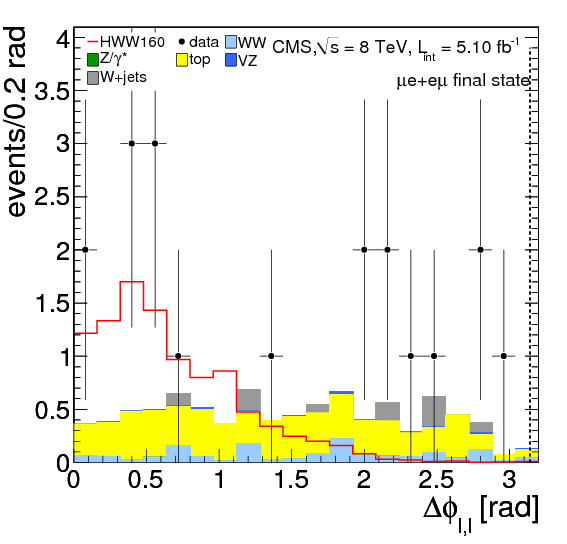 4
3.5
3
2.5
2
1.5
1
0.5
0
events/0.2 rad
HWW160 data WW
Z/γ* top VZ
W+jets
CMS,√s = 8 TeV, L_int = 5.10 fb⁻¹
μe+eμ final state
0 0.5 1 1.5 2 2.5 3
Δϕ_l,l [rad]